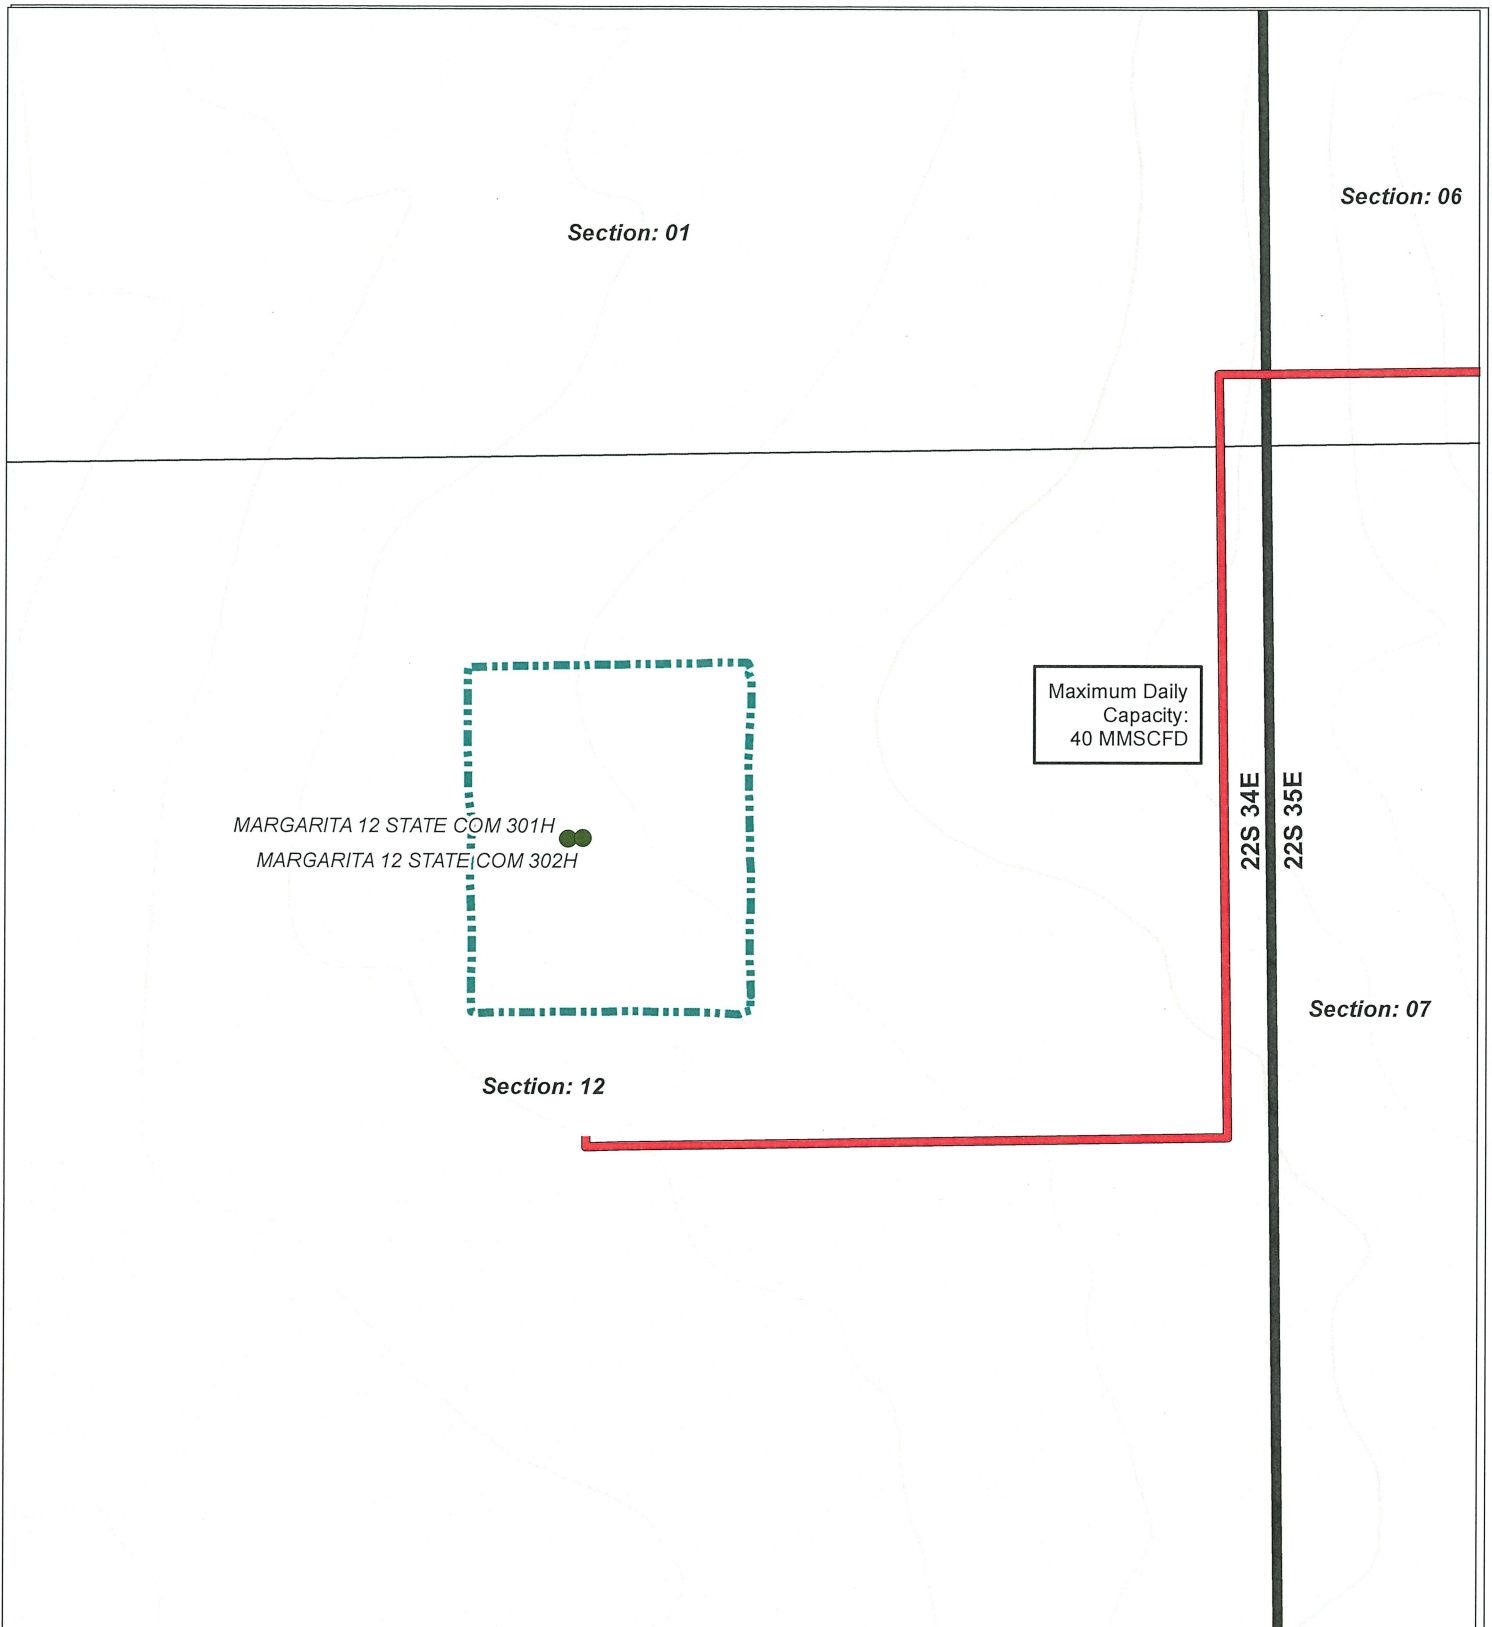 Section: 06
Section: 01
Maximum Daily
Capacity:
40 MMSCFD
22S 34E
22S 35E
MARGARITA 12 STATE COM 301H
MARGARITA 12 STATE COM 302H
Section: 07
Section: 12